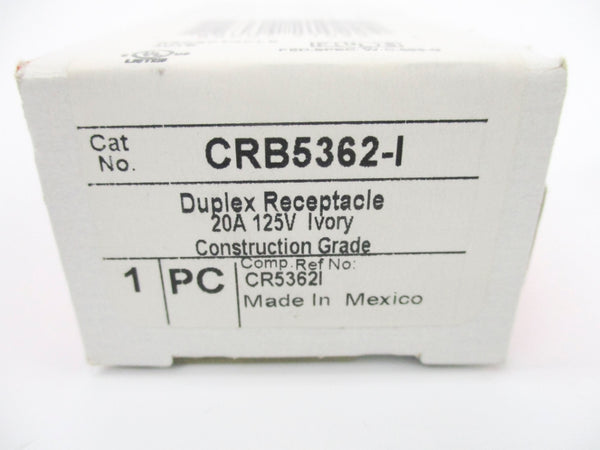 LISTED
Cat No. CRB5362-I
Duplex Receptacle
20A 125V Ivory
Construction Grade
1 PC
Comp. Ref No:
CR5362I
Made In Mexico